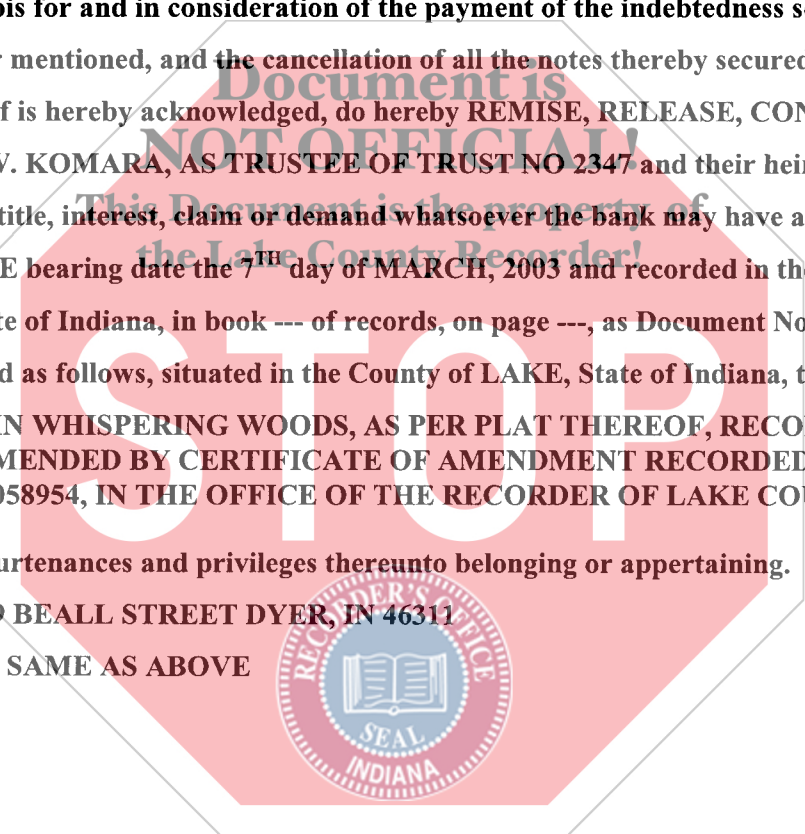 ois for and in consideration of the payment of the indebtedness s
mentioned, and the cancellation of all the notes thereby secured
Document is
f is hereby acknowledged, do hereby REMISE, RELEASE, CON
NOT OFFICIAL!
V. KOMARA, AS TRUSTEE OF TRUST NO 2347 and their hei
This Document is the property of
title, interest, claim or demand whatsoever the bank may have a
the Lake County Recorder!
E bearing date the 7TH day of MARCH, 2003 and recorded in th
te of Indiana, in book --- of records, on page ---, as Document No
d as follows, situated in the County of LAKE, State of Indiana, t
STOP
IN WHISPERING WOODS, AS PER PLAT THEREOF, RECO
MENDED BY CERTIFICATE OF AMENDMENT RECORDED
058954, IN THE OFFICE OF THE RECORDER OF LAKE COU
urtenances and privileges thereunto belonging or appertaining.
BEALL STREET DYER, IN 46311
SAME AS ABOVE
RECORDER'S OFFICE
SEAL
INDIANA